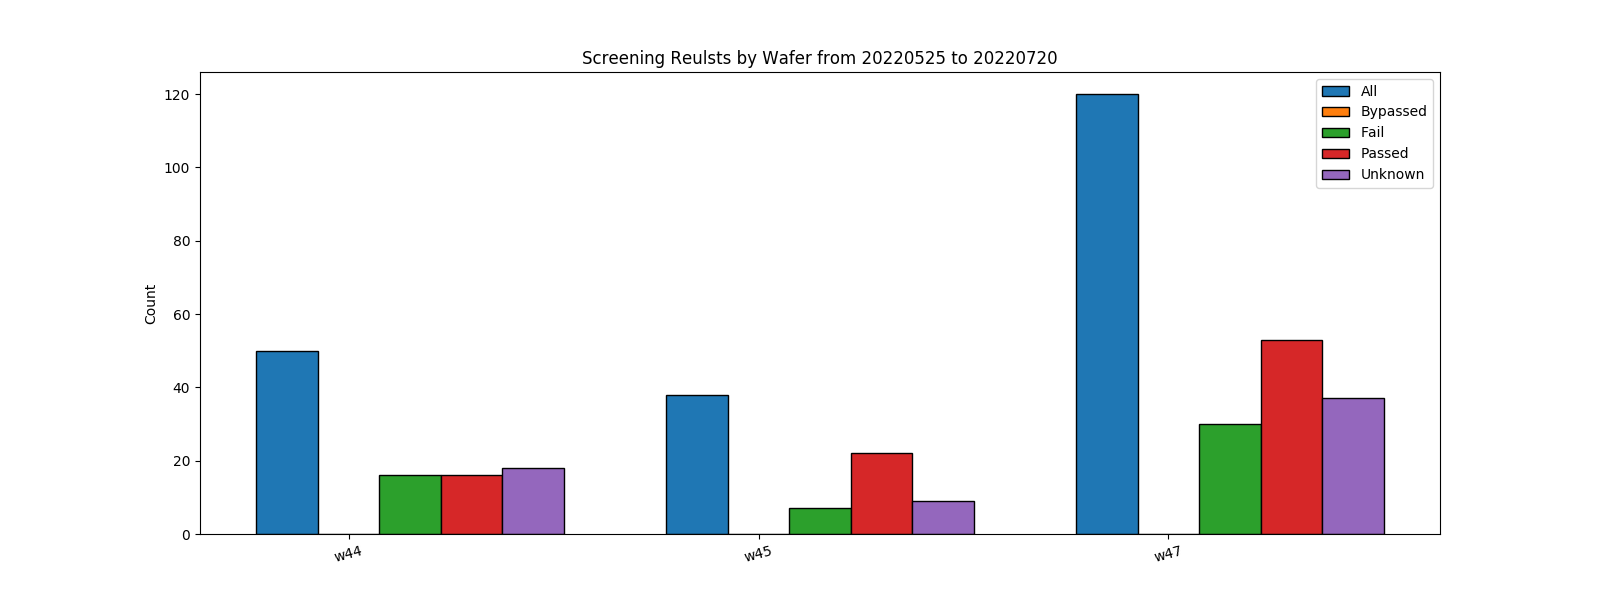 Screening Reulsts by Wafer from 20220525 to 20220720
120
100
80
60
40
20
0
Count
w44
w45
w47
All
Bypassed
Fail
Passed
Unknown